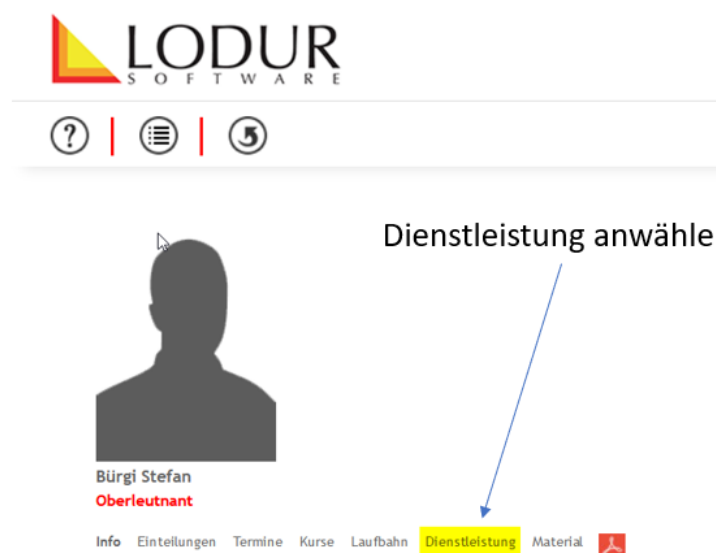 LODUR
SOFTWARE
?
Dienstleistung anwähle
Bürgi Stefan
Oberleutnant
Info Einteilungen Termine Kurse Laufbahn Dienstleistung Material